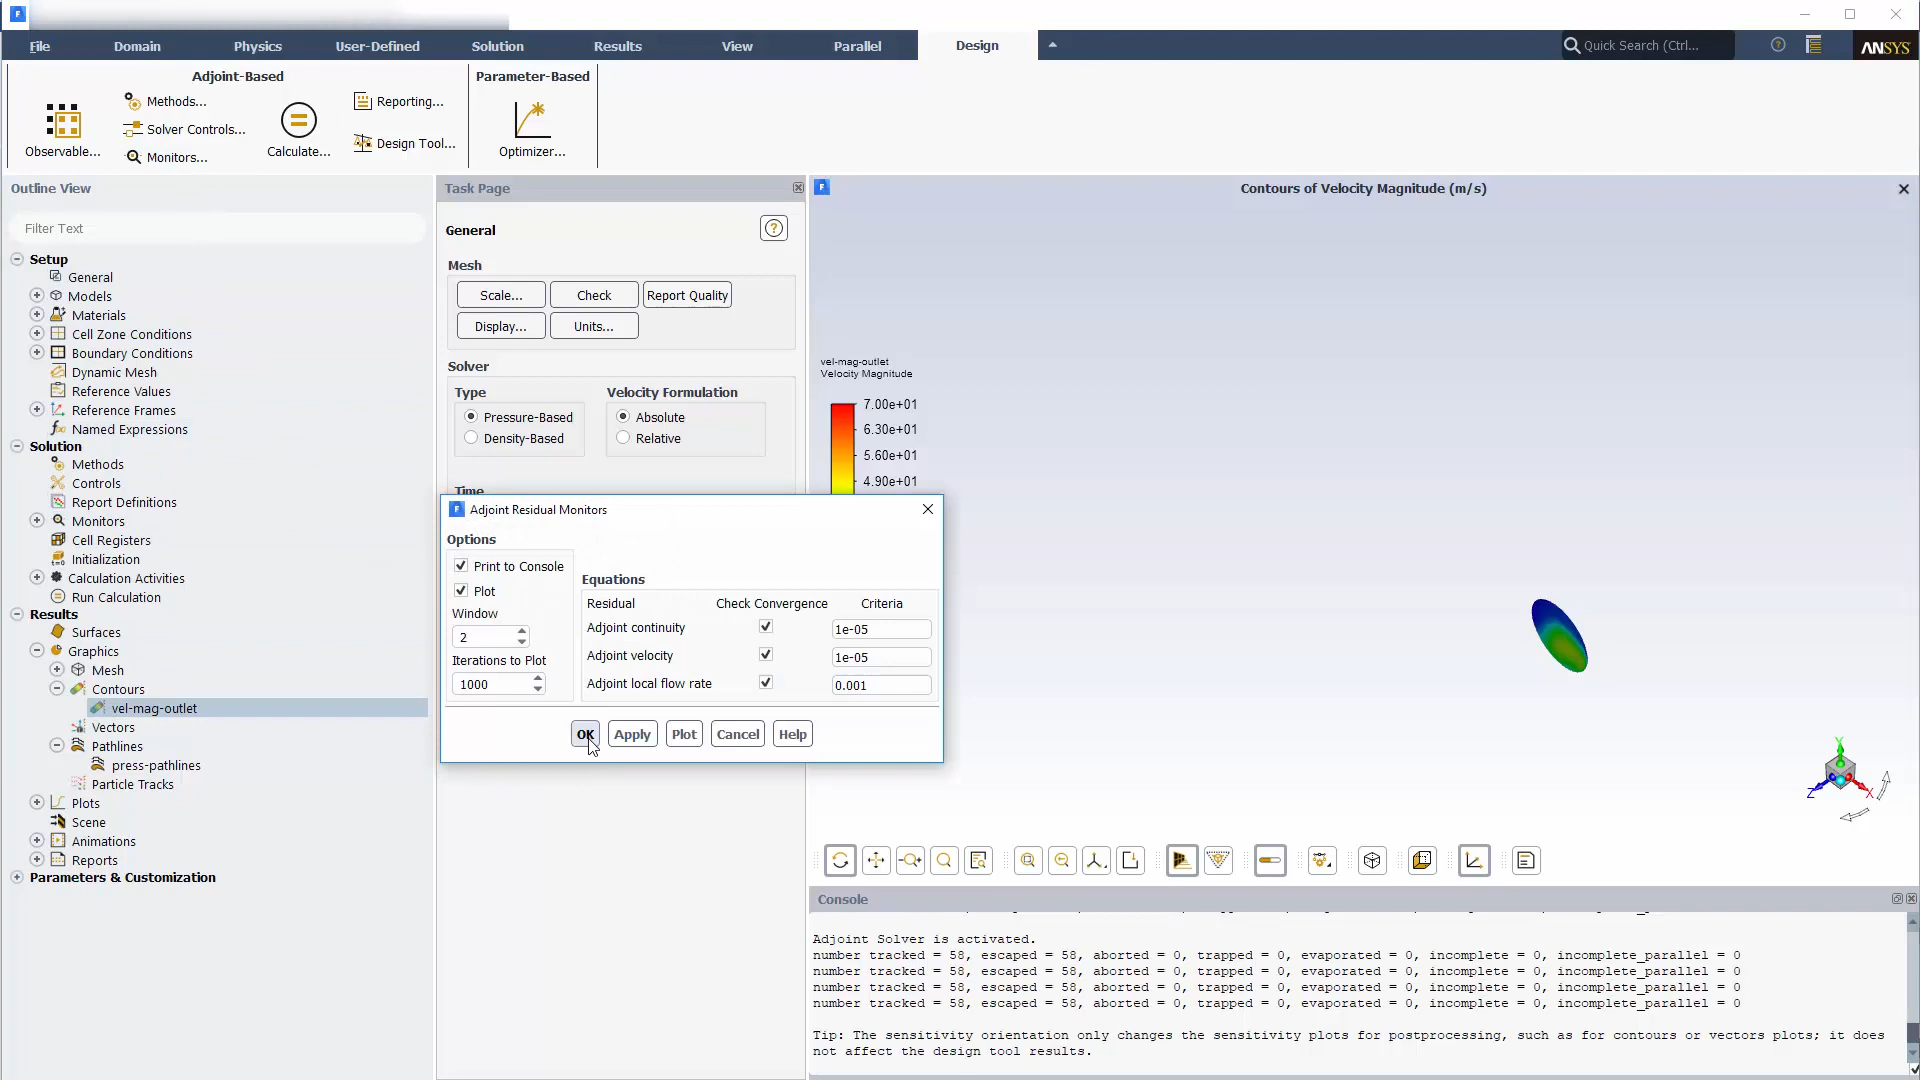 File
Domain
Physics
User-Defined
Solution
Results
View
Parallel
Design
Quick Search (Ctrl...
ANSYS
Adjoint-Based
Parameter-Based
Observable...
Methods...
Solver Controls...
Monitors...
Calculate...
Reporting...
Design Tool...
Optimizer...
Outline View
Filter Text
Setup
General
Models
Materials
Cell Zone Conditions
Boundary Conditions
Dynamic Mesh
Reference Values
Reference Frames
Named Expressions
Solution
Methods
Controls
Report Definitions
Monitors
Cell Registers
Initialization
Calculation Activities
Run Calculation
Results
Surfaces
Graphics
Mesh
Contours
vel-mag-outlet
Vectors
Pathlines
press-pathlines
Particle Tracks
Plots
Scene
Animations
Reports
Parameters & Customization
Task Page
General
Mesh
Scale... Check Report Quality
Display... Units...
Solver
Type
Pressure-Based
Density-Based
Velocity Formulation
Absolute
Relative
Time
Adjoint Residual Monitors
Options
Print to Console
Plot
Window
2
Iterations to Plot
1000
Equations
Residual Check Convergence Criteria
Adjoint continuity 1e-05
Adjoint velocity 1e-05
Adjoint local flow rate 0.001
OK Apply Plot Cancel Help
Contours of Velocity Magnitude (m/s)
vel-mag-outlet
Velocity Magnitude
7.00e+01
6.30e+01
5.60e+01
4.90e+01
Y
Z
X
Console
Adjoint Solver is activated.
number tracked = 58, escaped = 58, aborted = 0, trapped = 0, evaporated = 0, incomplete = 0, incomplete_parallel = 0
number tracked = 58, escaped = 58, aborted = 0, trapped = 0, evaporated = 0, incomplete = 0, incomplete_parallel = 0
number tracked = 58, escaped = 58, aborted = 0, trapped = 0, evaporated = 0, incomplete = 0, incomplete_parallel = 0
number tracked = 58, escaped = 58, aborted = 0, trapped = 0, evaporated = 0, incomplete = 0, incomplete_parallel = 0
Tip: The sensitivity orientation only changes the sensitivity plots for postprocessing, such as for contours or vectors plots; it does
not affect the design tool results.